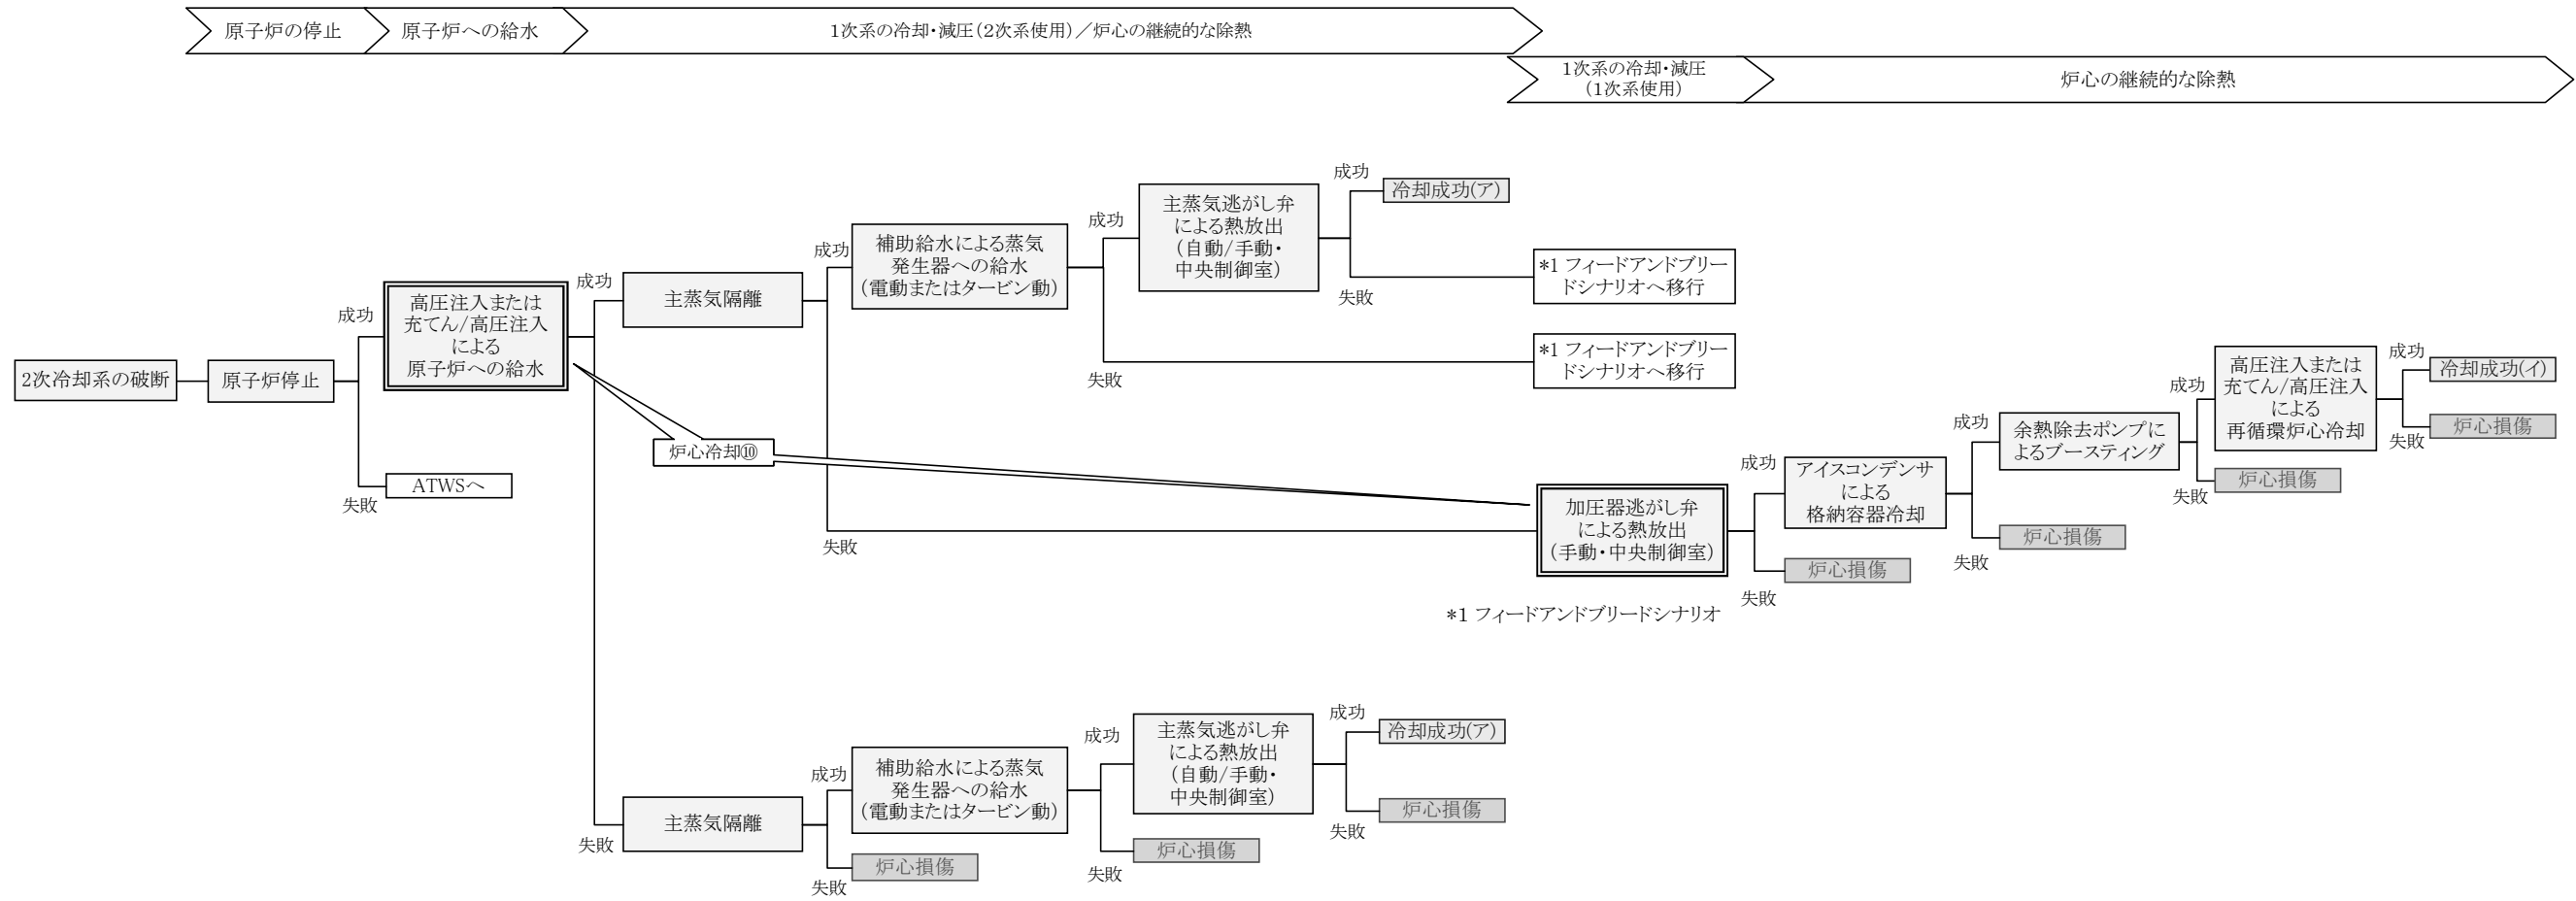 原子炉の停止
原子炉への給水
1次系の冷却・減圧(2次系使用)／炉心の継続的な除熱
1次系の冷却・減圧
(1次系使用)
炉心の継続的な除熱
2次冷却系の破断
原子炉停止
成功
高圧注入または
充てん/高圧注入
による
原子炉への給水
失敗
ATWSへ
成功
主蒸気隔離
成功
補助給水による蒸気
発生器への給水
(電動またはタービン動)
成功
主蒸気逃がし弁
による熱放出
(自動/手動・
中央制御室)
成功
冷却成功(ア)
失敗
*1 フィードアンドブリー
ドシナリオへ移行
失敗
*1 フィードアンドブリー
ドシナリオへ移行
炉心冷却⑩
失敗
加圧器逃がし弁
による熱放出
(手動・中央制御室)
*1 フィードアンドブリードシナリオ
成功
アイスコンデンサ
による
格納容器冷却
失敗
炉心損傷
成功
余熱除去ポンプに
よるブースティング
失敗
炉心損傷
成功
高圧注入または
充てん/高圧注入
による
再循環炉心冷却
失敗
炉心損傷
成功
冷却成功(イ)
失敗
炉心損傷
失敗
主蒸気隔離
成功
補助給水による蒸気
発生器への給水
(電動またはタービン動)
失敗
炉心損傷
成功
主蒸気逃がし弁
による熱放出
(自動/手動・
中央制御室)
失敗
炉心損傷
成功
冷却成功(ア)
失敗
炉心損傷